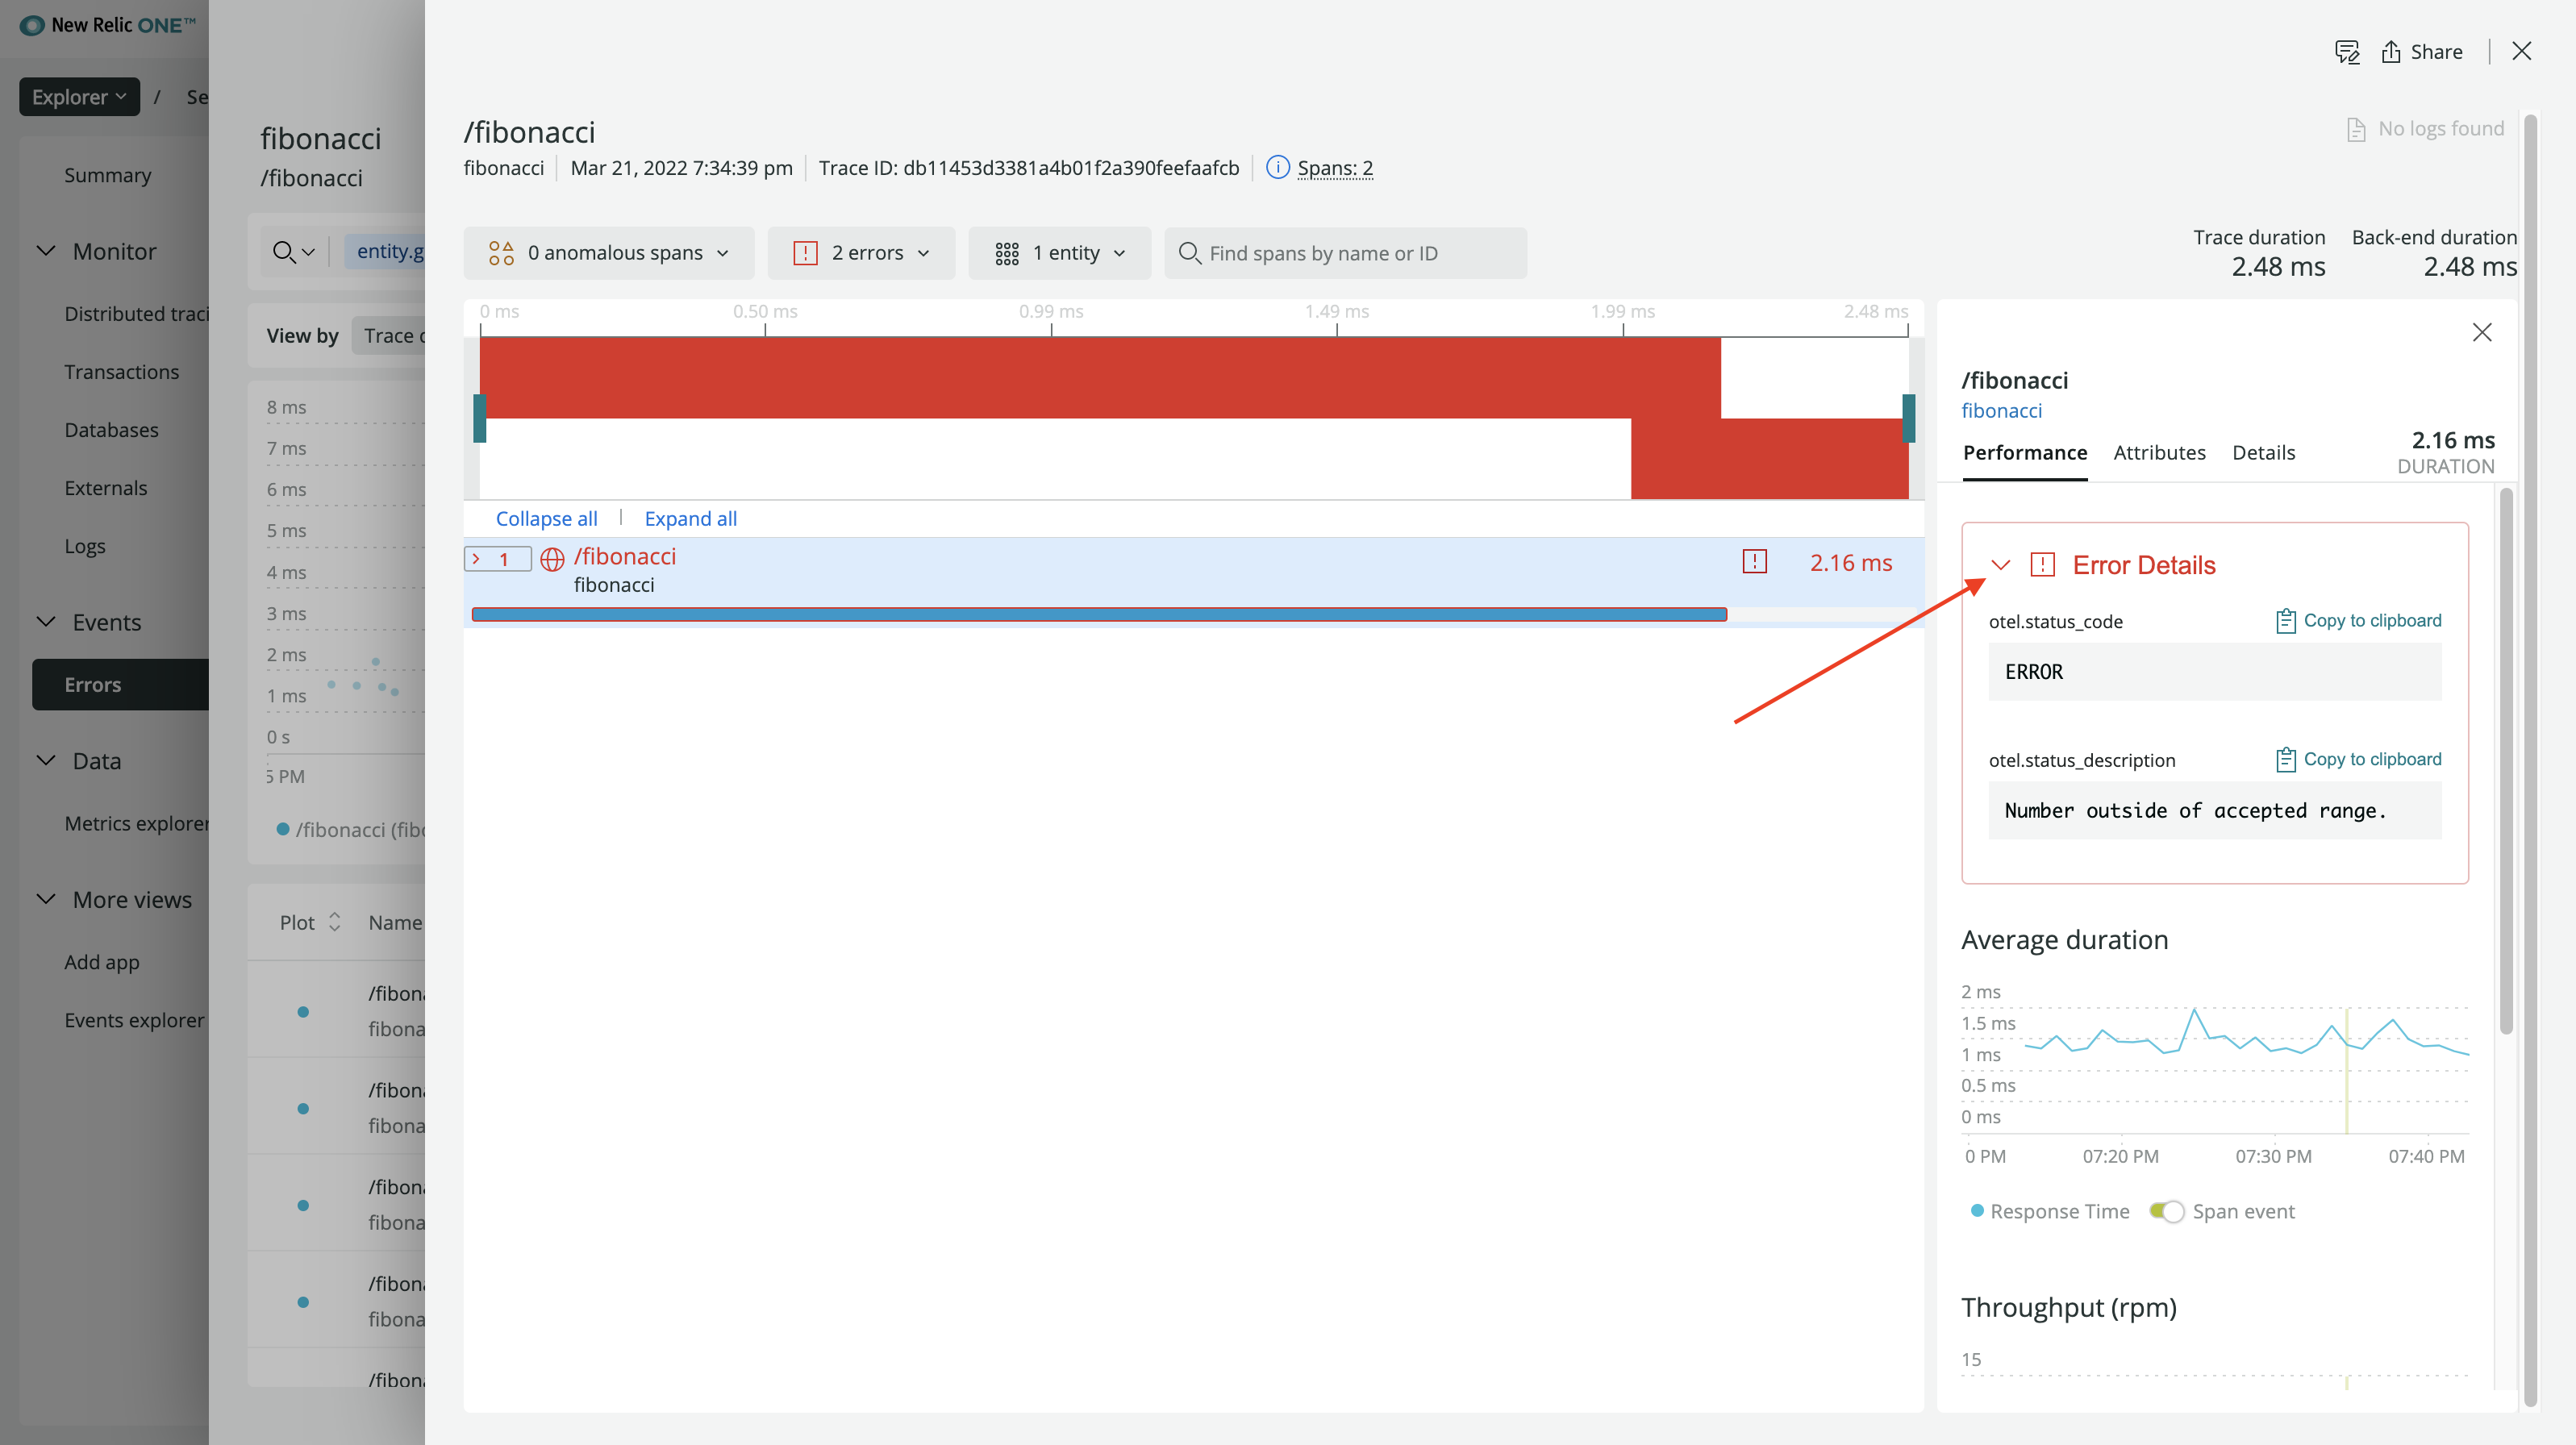 New Relic ONE™
Share
Explorer / Se
fibonacci
/fibonacci
/fibonacci
fibonacci Mar 21, 2022 7:34:39 pm Trace ID: db11453d3381a4b01f2a390feefaafcb Spans: 2
No logs found
Summary
Monitor
Distributed traci
Transactions
Databases
Externals
Logs
Events
Errors
Data
Metrics explorer
More views
Add app
Events explorer
entity.g
View by Trace d
8 ms
7 ms
6 ms
5 ms
4 ms
3 ms
2 ms
1 ms
0 s
5 PM
/fibonacci (fibo
Plot Name
/fibona
fibona
/fibona
fibona
/fibona
fibona
/fibona
fibona
/fibona
0 anomalous spans 2 errors 1 entity Find spans by name or ID
Trace duration
2.48 ms
Back-end duration
2.48 ms
0 ms 0.50 ms 0.99 ms 1.49 ms 1.99 ms 2.48 ms
Collapse all | Expand all
1 /fibonacci 2.16 ms
fibonacci
/fibonacci
fibonacci
Performance Attributes Details
2.16 ms
DURATION
Error Details
otel.status_code Copy to clipboard
ERROR
otel.status_description Copy to clipboard
Number outside of accepted range.
Average duration
2 ms
1.5 ms
1 ms
0.5 ms
0 ms
0 PM 07:20 PM 07:30 PM 07:40 PM
Response Time Span event
Throughput (rpm)
15